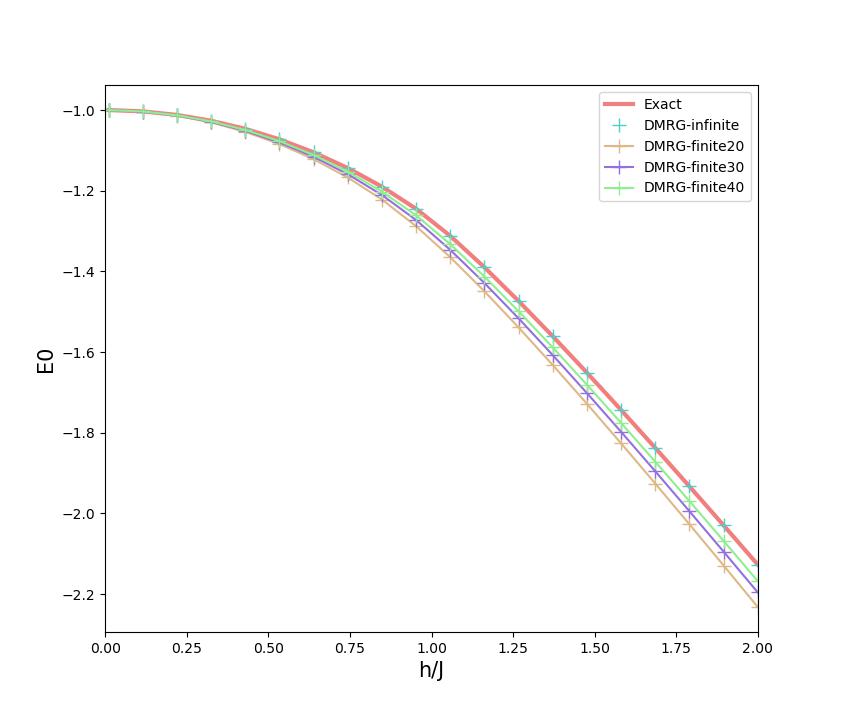 Exact
DMRG-infinite
DMRG-finite20
DMRG-finite30
DMRG-finite40
−1.0
−1.2
−1.4
−1.6
−1.8
−2.0
−2.2
E0
0.00 0.25 0.50 0.75 1.00 1.25 1.50 1.75 2.00
h/J